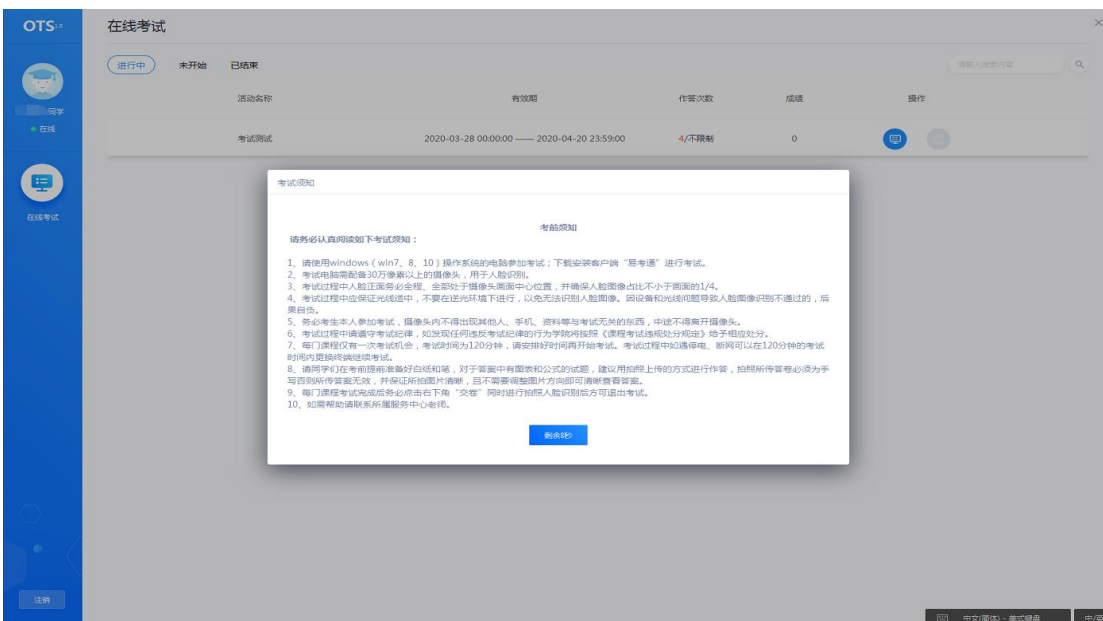 OTS
在线考试
进行中 未开始 已结束
请输入搜索内容
活动名称 有效期 作答次数 成绩 操作
同学
在线
考试测试 2020-03-28 00:00:00 —— 2020-04-20 23:59:00 4/不限制 0
在线考试
考试须知
考前须知
请务必认真阅读如下考试须知：
1、请使用windows（win7、8、10）操作系统的电脑参加考试；下载安装客户端“易考通”进行考试。
2、考试电脑需配备30万像素以上的摄像头，用于人脸识别。
3、考试过程中人脸正面务必全程、全部处于摄像头画面中心位置，并确保人脸图像占比不小于画面的1/4。
4、考试过程中应保证光线适中，不要在逆光环境下进行，以免无法识别人脸图像。因设备和光线问题导致人脸图像识别不通过的，后
果自负。
5、务必考生本人参加考试，摄像头内不得出现其他人、手机、资料等与考试无关的东西，中途不得离开摄像头。
6、考试过程中请遵守考试纪律，如发现任何违反考试纪律的行为学院将按照《课程考试违规处分规定》给予相应处分。
7、每门课程仅有一次考试机会，考试时间为120分钟，请安排好时间再开始考试。考试过程中如遇停电、断网可以在120分钟的考试
时间内更换终端继续考试。
8、请同学们在考前提前准备好白纸和笔，对于答案中有图表和公式的试题，建议用拍照上传的方式进行作答，拍照所传答卷必须为手
写否则所传答案无效，并保证所拍图片清晰，且不需要调整图片方向即可清晰查看答案。
9、每门课程考试完成后务必点击右下角“交卷”同时进行拍照人脸识别后方可退出考试。
10、如需帮助请联系所属服务中心老师。
剩余8秒
注销
中文(简体) - 美式键盘 中/英